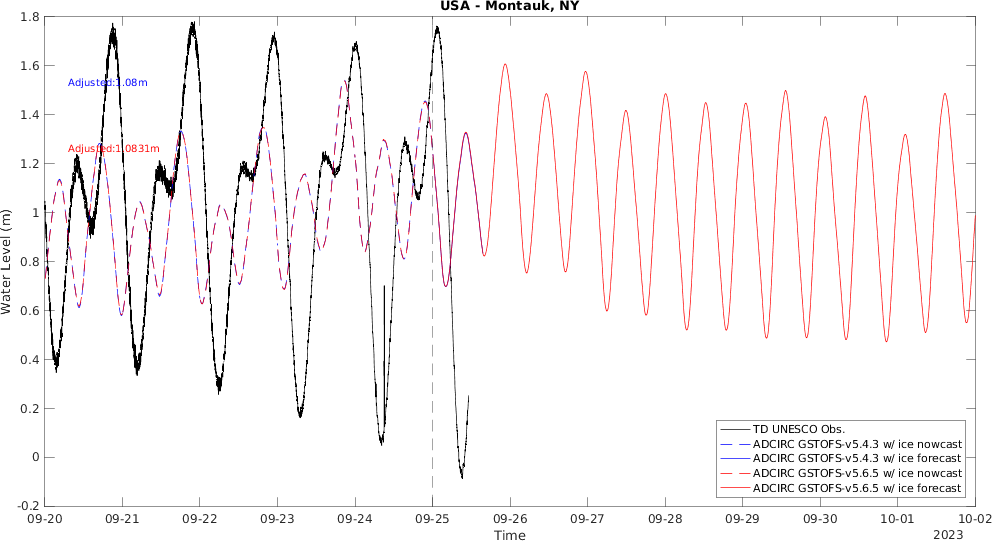 USA - Montauk, NY
1.8
1.6
1.4
1.2
1
0.8
0.6
0.4
0.2
0
-0.2
Water Level (m)
Adjusted:1.08m
Adjusted:1.0831m
TD UNESCO Obs.
ADCIRC GSTOFS-v5.4.3 w/ ice nowcast
ADCIRC GSTOFS-v5.4.3 w/ ice forecast
ADCIRC GSTOFS-v5.6.5 w/ ice nowcast
ADCIRC GSTOFS-v5.6.5 w/ ice forecast
09-20 09-21 09-22 09-23 09-24 09-25 09-26 09-27 09-28 09-29 09-30 10-01 10-02
Time
2023